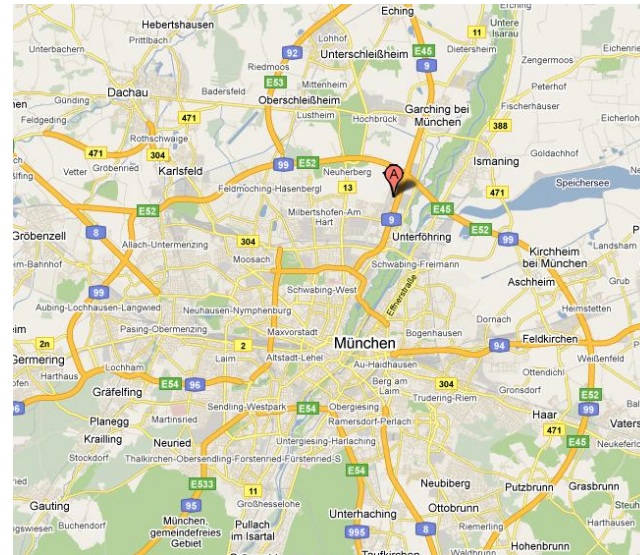 Eching
Hebertshausen
Lohhof
Untere
Isarau
Prittlbach
E45
Dietersheim
Unterbachern
92
Unterschleißheim
Riedmoos
9
Eichenried
E53
Mittenheim
Zengermoos
Dachau
Badersfeld
Oberschleißheim
Fischerhäuser
Günding
Garching bei
München
471
Hochbrück
Feldgeding
Lustheim
388
Eicherloh
Rothschwaige
Goldachhof
471
304
99
E52
Neuherberg
Ismaning
Vetter
Gröbenried
Karlsfeld
A
Speichersee
Feldmoching-Hasenbergl
13
471
E52
Milbertshofen-Am
Hart
E45
9
E52
8
Gröbenzell
304
Unterföhring
99
Landsham
Allach-Untermenzing
Kirchheim
bei München
Moosach
Schwabing-Freimann
99
Aschheim
Schwabing-West
Effnerstraße
Aubing-Lochhausen-Langwied
Neuhausen-Nymphenburg
Heimstetten
Dornach
Pasing-Obermenzing
Maxvorstadt
Bogenhausen
2n
2
München
Feldkirchen
94
Laim
Altstadt-Lehel
Weißenfeld
Germering
Lochham
Au-Haidhausen
Ottendichl
Harthaus
E54
96
Berg am
Laim
304
Gronsdorf
Gräfelfing
Trudering-Riem
E52
Sendling-Westpark
E54
Obergiesing
99
Martinsried
Haar
Planegg
Ramersdorf-Perlach
Krailling
471
Neuried
Untergiesing-Harlaching
E45
Stockdorf
Thalkirchen-Obersendling-Forstenried-Fürstenried-S
E54
Neubiberg
E533
11
Putzbrunn
Grasbrunn
Gauting
Großhesselohe
95
Ottobrunn
Unterhaching
Buchendorf
München,
gemeindefreies
Gebiet
Pullach
im Isartal
Riemerling
995
8
Hohenbrunn
Taufkirchen